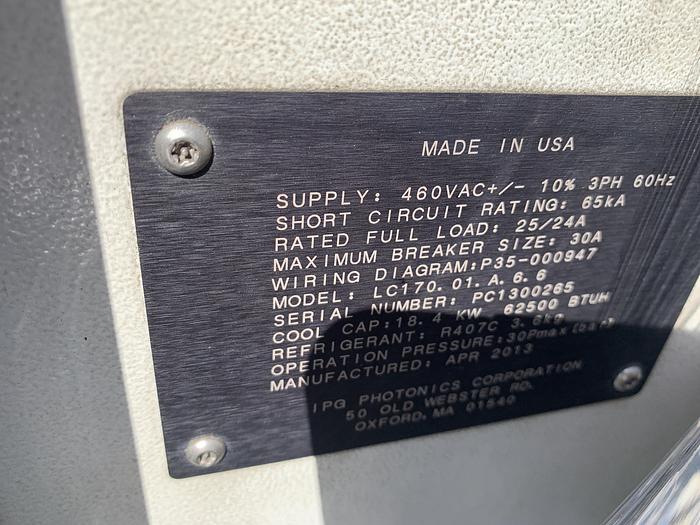 MADE IN USA
SUPPLY: 460VAC+/- 10% 3PH 60Hz
SHORT CIRCUIT RATING: 65kA
RATED FULL LOAD: 25/24A
MAXIMUM BREAKER SIZE: 30A
WIRING DIAGRAM:P35-000947
MODEL: LC170.01.A.6.6
SERIAL NUMBER: PC1300265
COOL CAP:18.4 KW 62500 BTUH
REFRIGERANT: R407C 3.6kg
OPERATION PRESSURE:30Pmax(bar)
MANUFACTURED: APR 2013
IPG PHOTONICS CORPORATION
50 OLD WEBSTER RD.
OXFORD.MA 01540